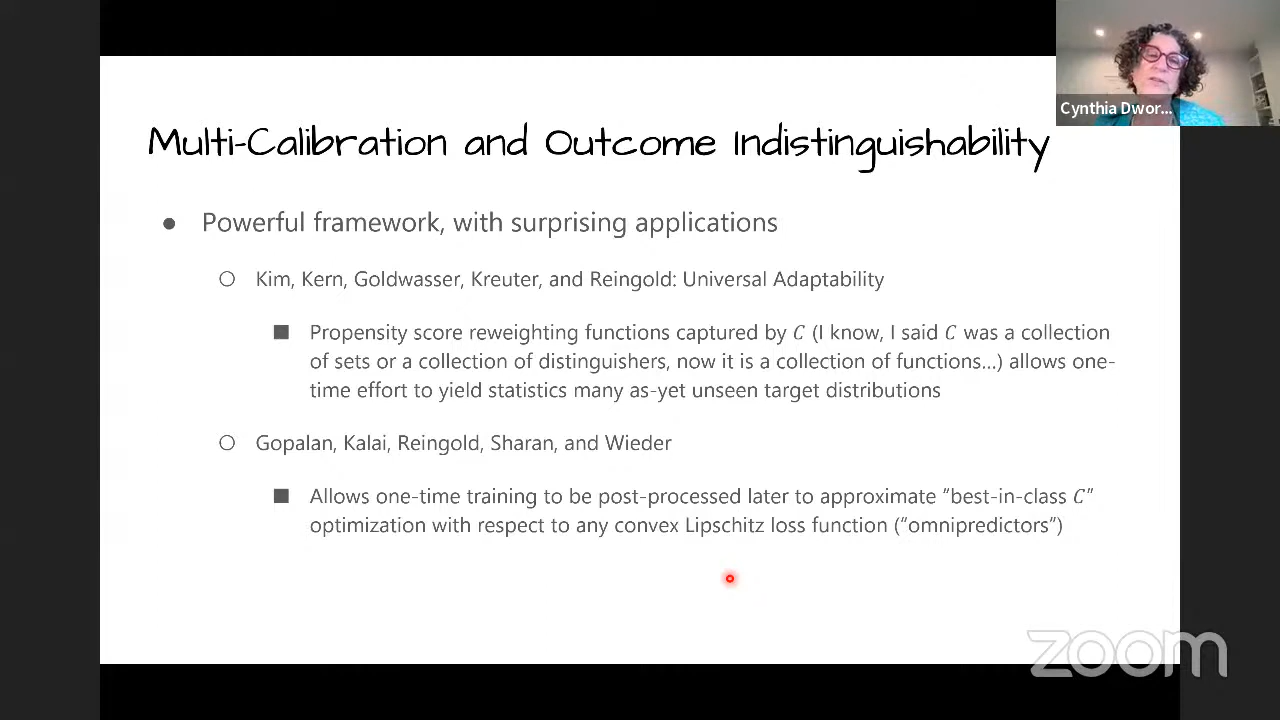 Cynthia Dwor...
Multi-Calibration and Outcome Indistinguishability
● Powerful framework, with surprising applications
○ Kim, Kern, Goldwasser, Kreuter, and Reingold: Universal Adaptability
■ Propensity score reweighting functions captured by C (I know, I said C was a collection
of sets or a collection of distinguishers, now it is a collection of functions...) allows one-
time effort to yield statistics many as-yet unseen target distributions
○ Gopalan, Kalai, Reingold, Sharan, and Wieder
■ Allows one-time training to be post-processed later to approximate “best-in-class C”
optimization with respect to any convex Lipschitz loss function (“omnipredictors”)
zoom